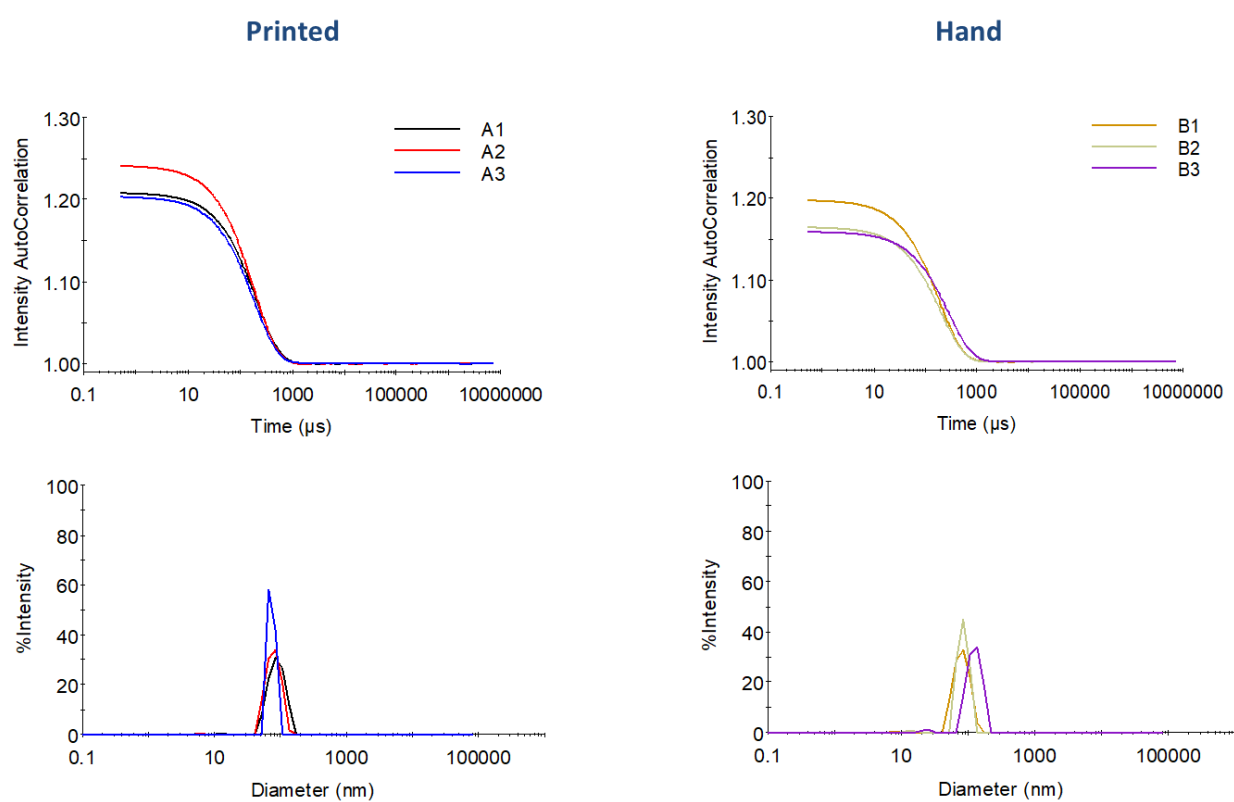 Printed
Hand
1.30
1.20
1.10
1.00
Intensity AutoCorrelation
A1
A2
A3
0.1 10 1000 100000 10000000
Time (µs)
1.30
1.20
1.10
1.00
Intensity AutoCorrelation
B1
B2
B3
0.1 10 1000 100000 10000000
Time (µs)
100
80
60
40
20
0
%Intensity
0.1 10 1000 100000
Diameter (nm)
100
80
60
40
20
0
%Intensity
0.1 10 1000 100000
Diameter (nm)